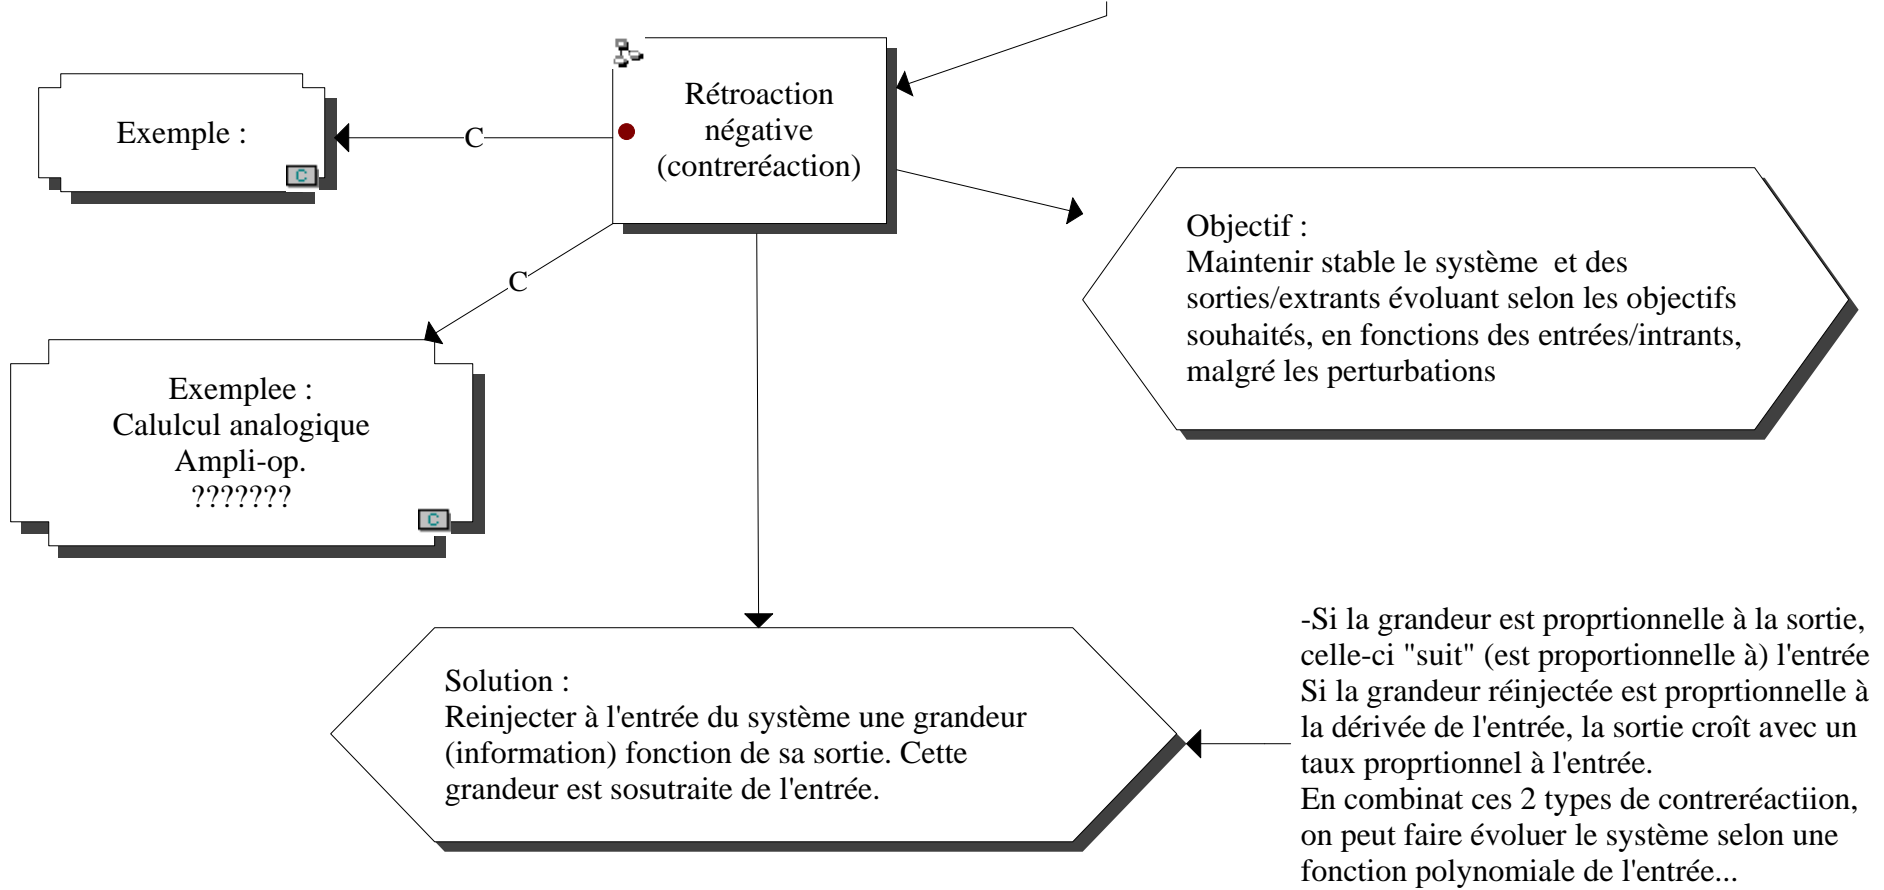 Rétroaction
négative
(contreréaction)
Exemple :
C
C
C
Objectif :
Maintenir stable le système  et des
sorties/extrants évoluant selon les objectifs
souhaités, en fonctions des entrées/intrants,
malgré les perturbations
Exemplee :
Calulcul analogique
Ampli-op.
???????
C
Solution :
Reinjecter à l'entrée du système une grandeur
(information) fonction de sa sortie. Cette
grandeur est sosutraite de l'entrée.
-Si la grandeur est proprtionnelle à la sortie,
celle-ci "suit" (est proportionnelle à) l'entrée
Si la grandeur réinjectée est proprtionnelle à
la dérivée de l'entrée, la sortie croît avec un
taux proprtionnel à l'entrée.
En combinat ces 2 types de contreréactiion,
on peut faire évoluer le système selon une
fonction polynomiale de l'entrée...